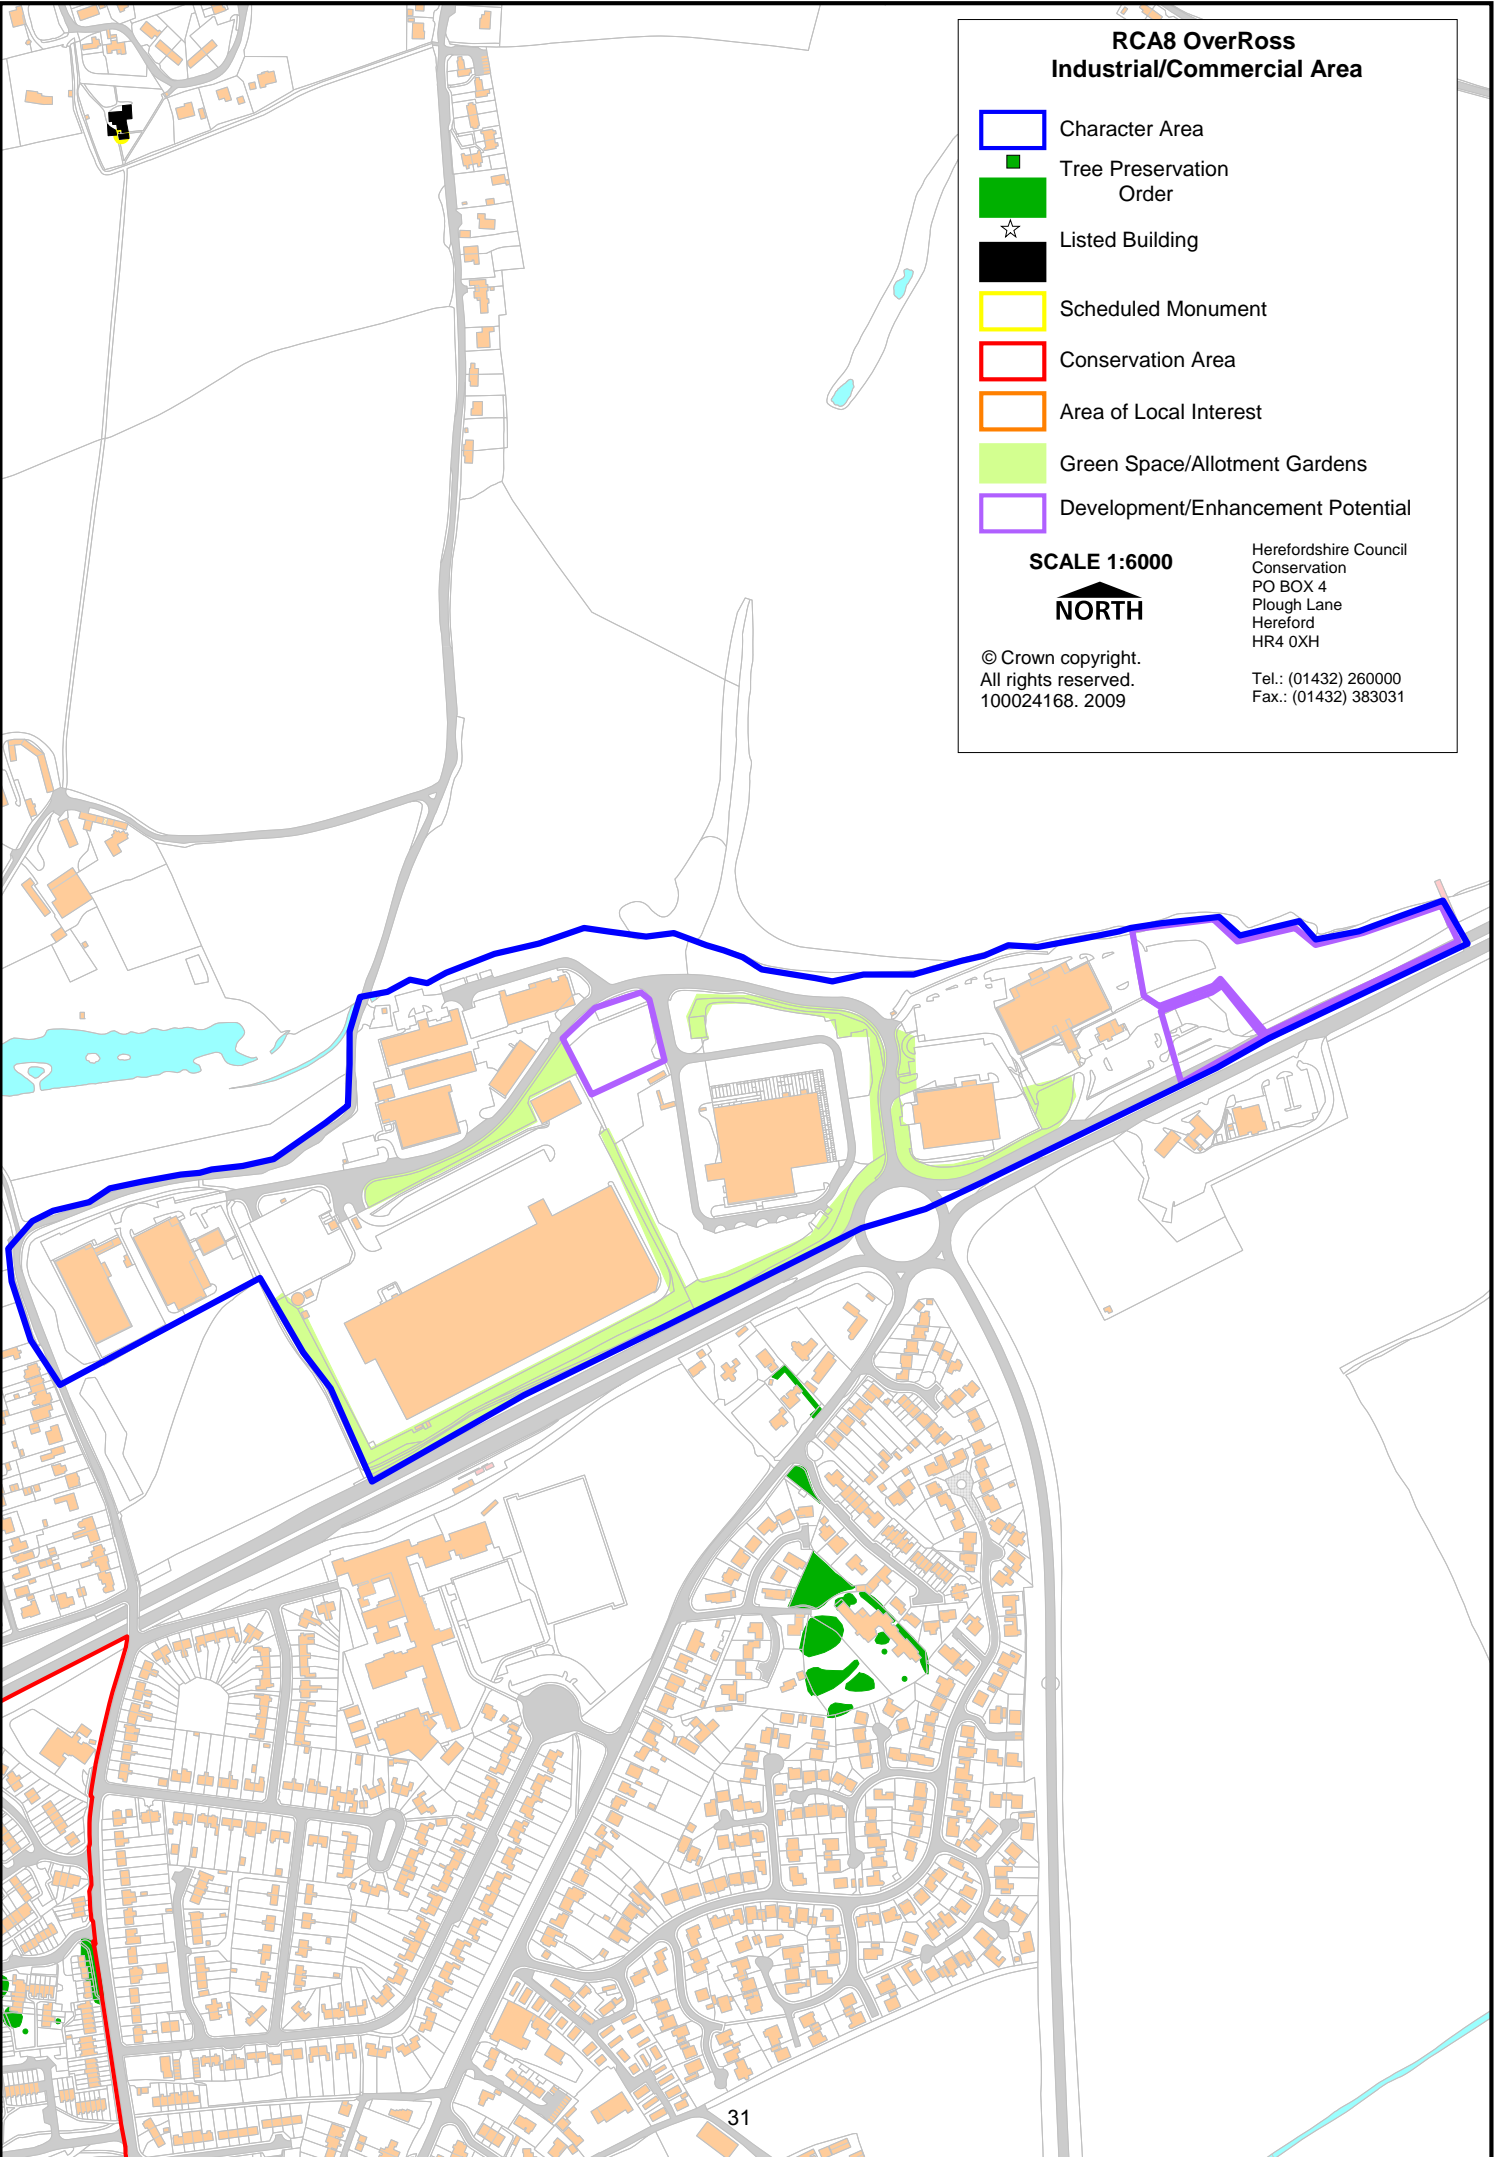 RCA8 OverRoss
Industrial/Commercial Area
Character Area
Tree Preservation
Order
Listed Building
Scheduled Monument
Conservation Area
Area of Local Interest
Green Space/Allotment Gardens
Development/Enhancement Potential
SCALE 1:6000
NORTH
© Crown copyright.
All rights reserved.
100024168. 2009
Herefordshire Council
Conservation
PO BOX 4
Plough Lane
Hereford
HR4 0XH
Tel.: (01432) 260000
Fax.: (01432) 383031
31